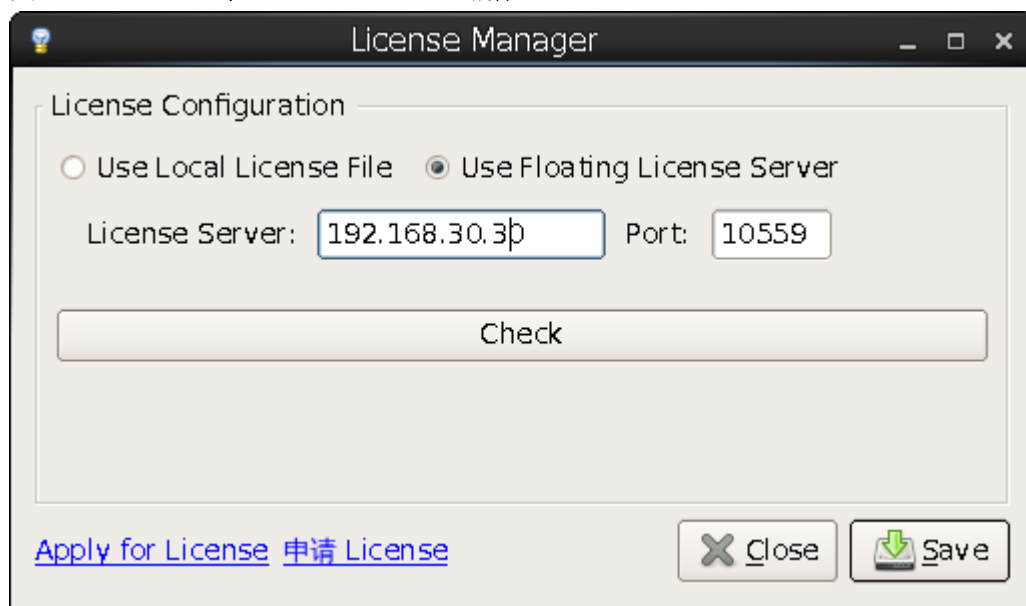 License Manager
License Configuration
Use Local License File Use Floating License Server
License Server: 192.168.30.30 Port: 10559
Check
Apply for License 申请 License Close Save